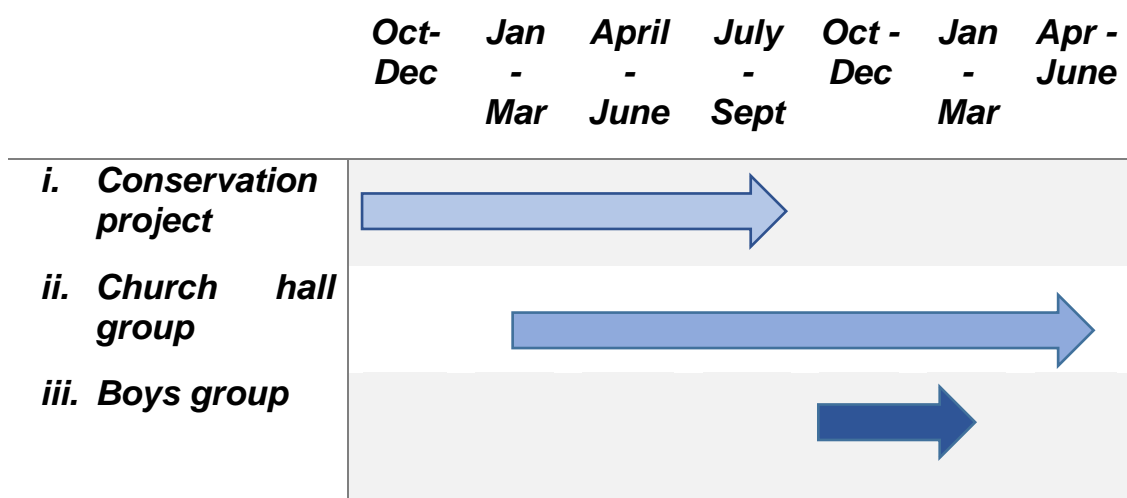 Oct- Jan April July Oct - Jan Apr -
Dec - - - Dec - June
Mar June Sept Mar
i. Conservation
project
ii. Church hall
group
iii. Boys group